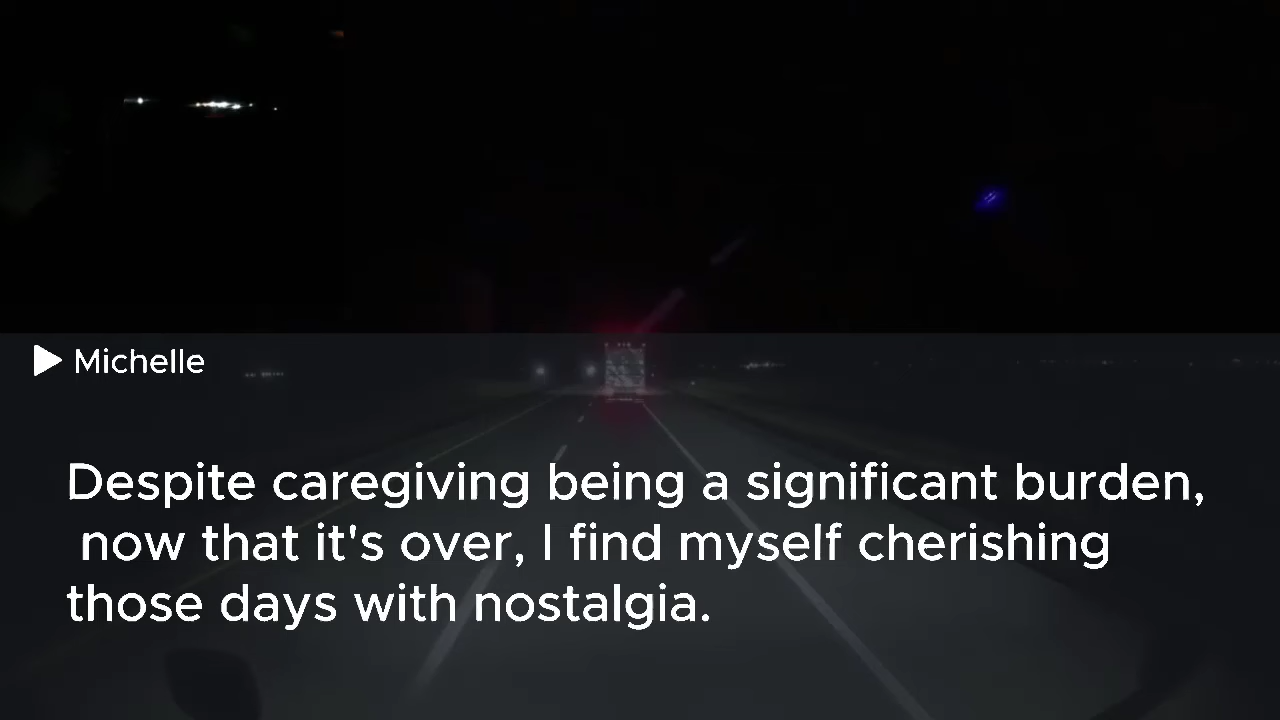 Michelle
Despite caregiving being a significant burden,
now that it's over, I find myself cherishing
those days with nostalgia.